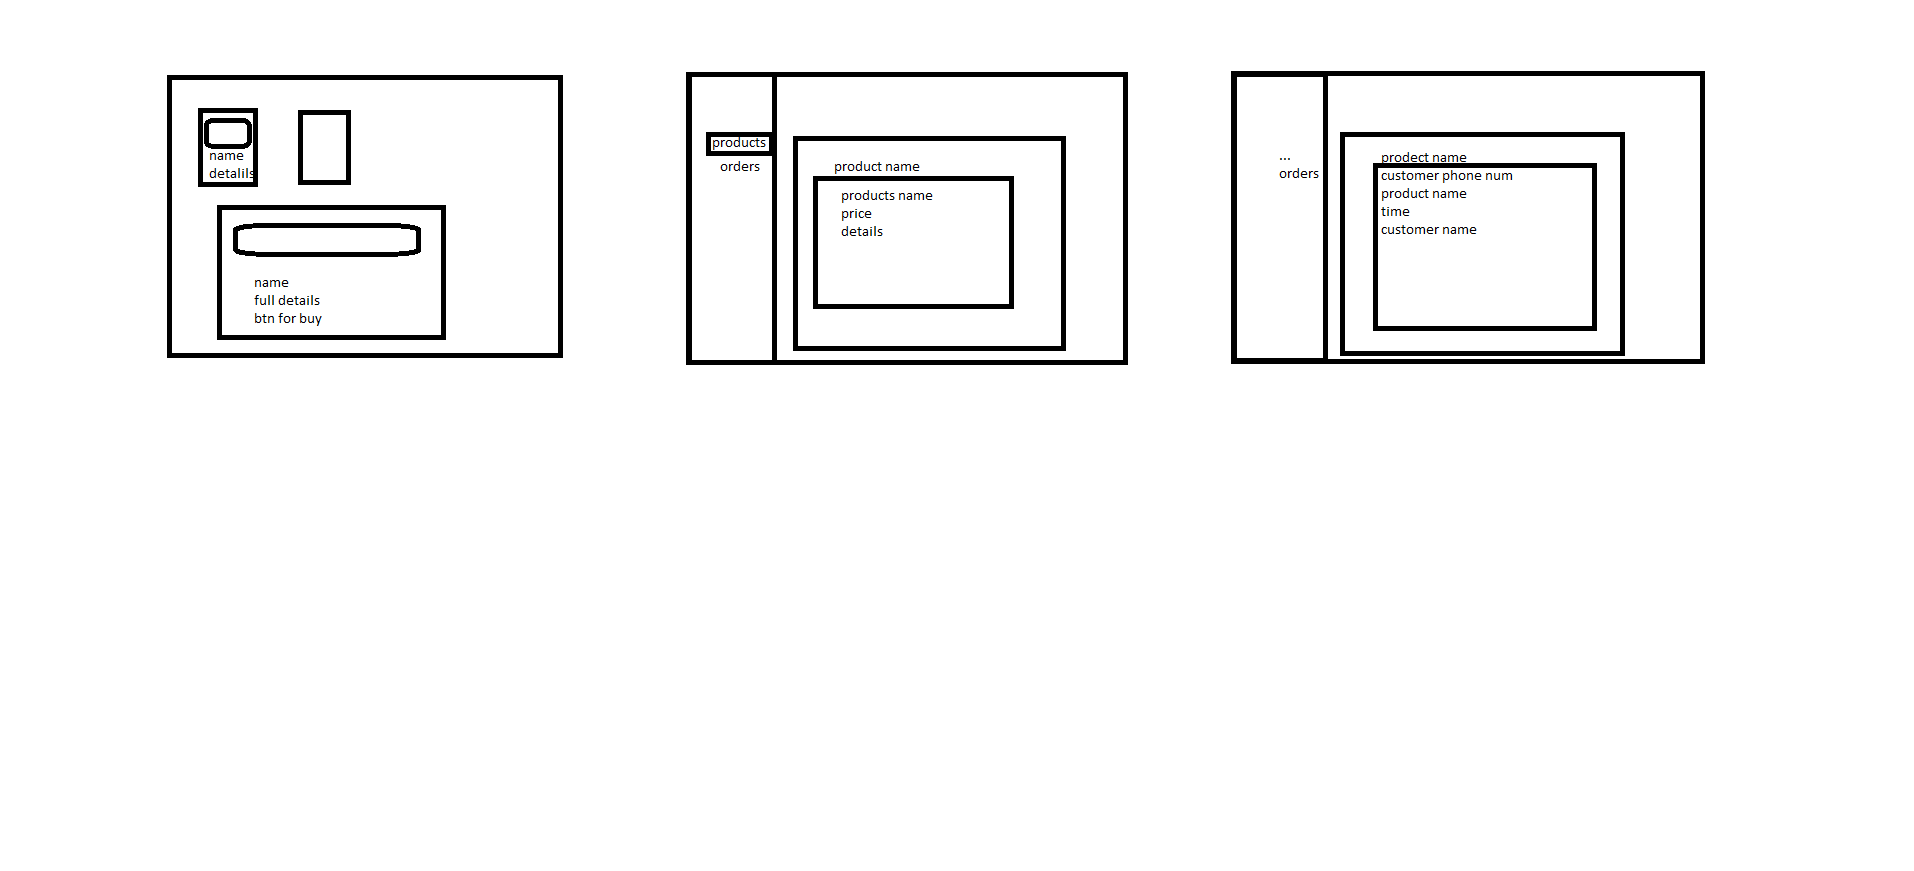 name
detalils
name
full details
btn for buy
products
orders
product name
products name
price
details
...
orders
prodect name
customer phone num
product name
time
customer name